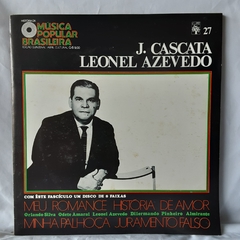 MÚSICA
POPULAR
BRASILEIRA
27
J. CASCATA
LEONEL AZEVEDO
COM ÊSTE FASCÍCULO UM DISCO DE 8 FAIXAS
MEU ROMANCE HISTÓRIA DE AMOR
Orlando Silva Odete Amaral Leonel Azevedo Dilermando Pinheiro Almirante
MINHA PALHOÇA JURAMENTO FALSO